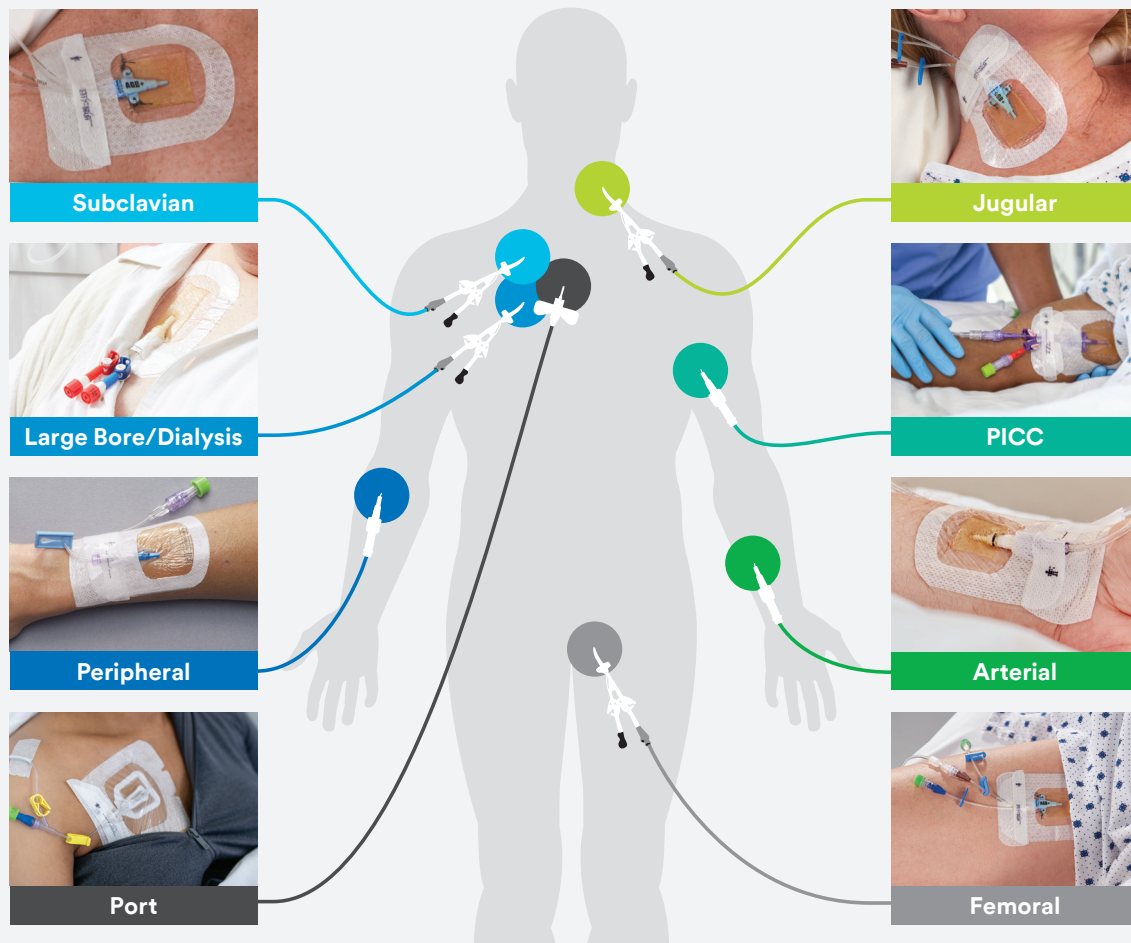 Subclavian
Jugular
Large Bore/Dialysis
PICC
Peripheral
Arterial
Port
Femoral